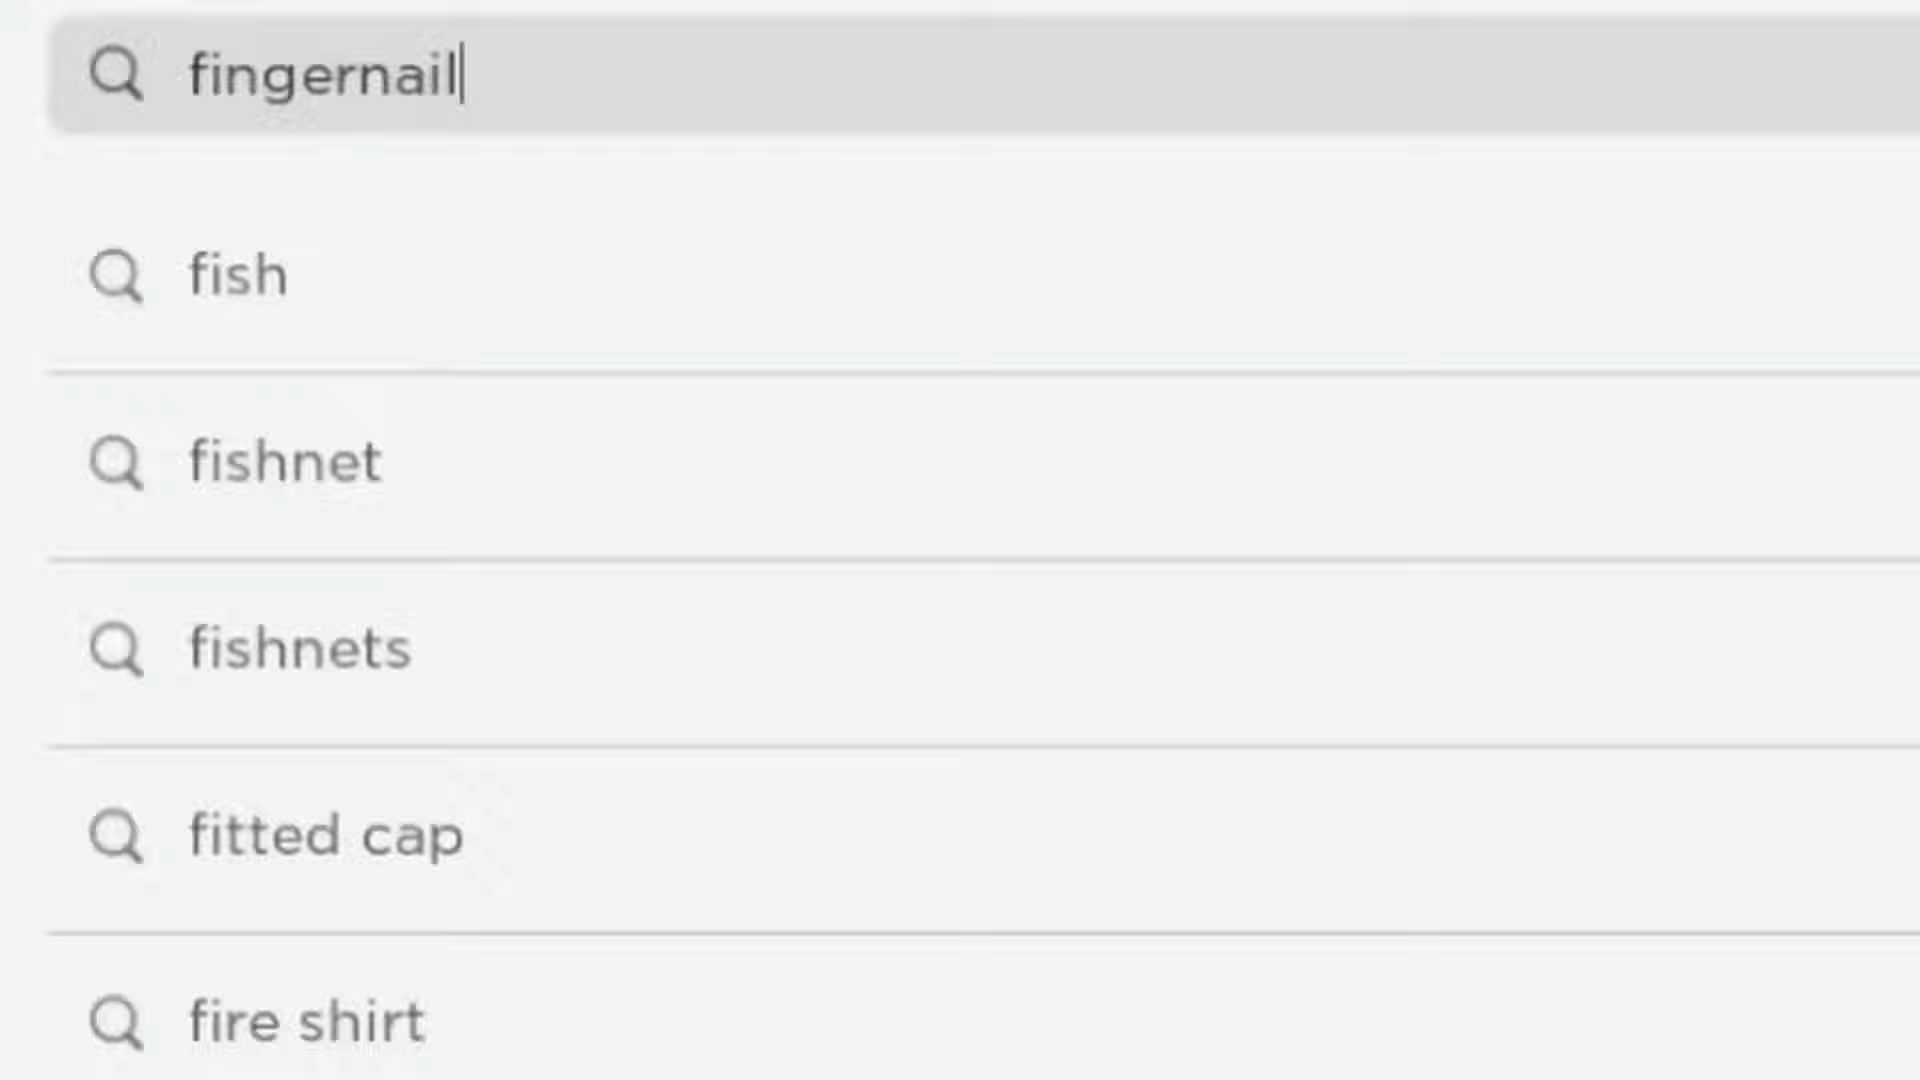 fingernail
fish
fishnet
fishnets
fitted cap
fire shirt